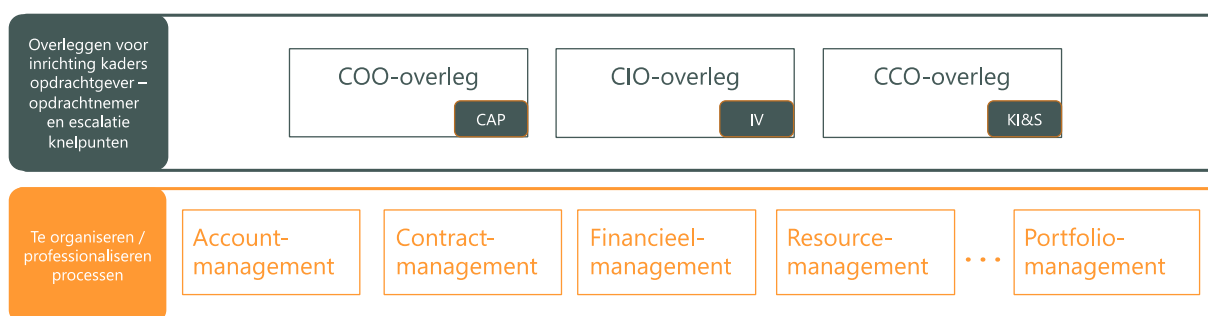 Overleggen voor
inrichting kaders
opdrachtgever –
opdrachtnemer
en escalatie
knelpunten
COO-overleg
CAP
CIO-overleg
IV
CCO-overleg
KI&S
Te organiseren /
professionaliseren
processen
Account-
management
Contract-
management
Financieel-
management
Resource-
management
...
Portfolio-
management